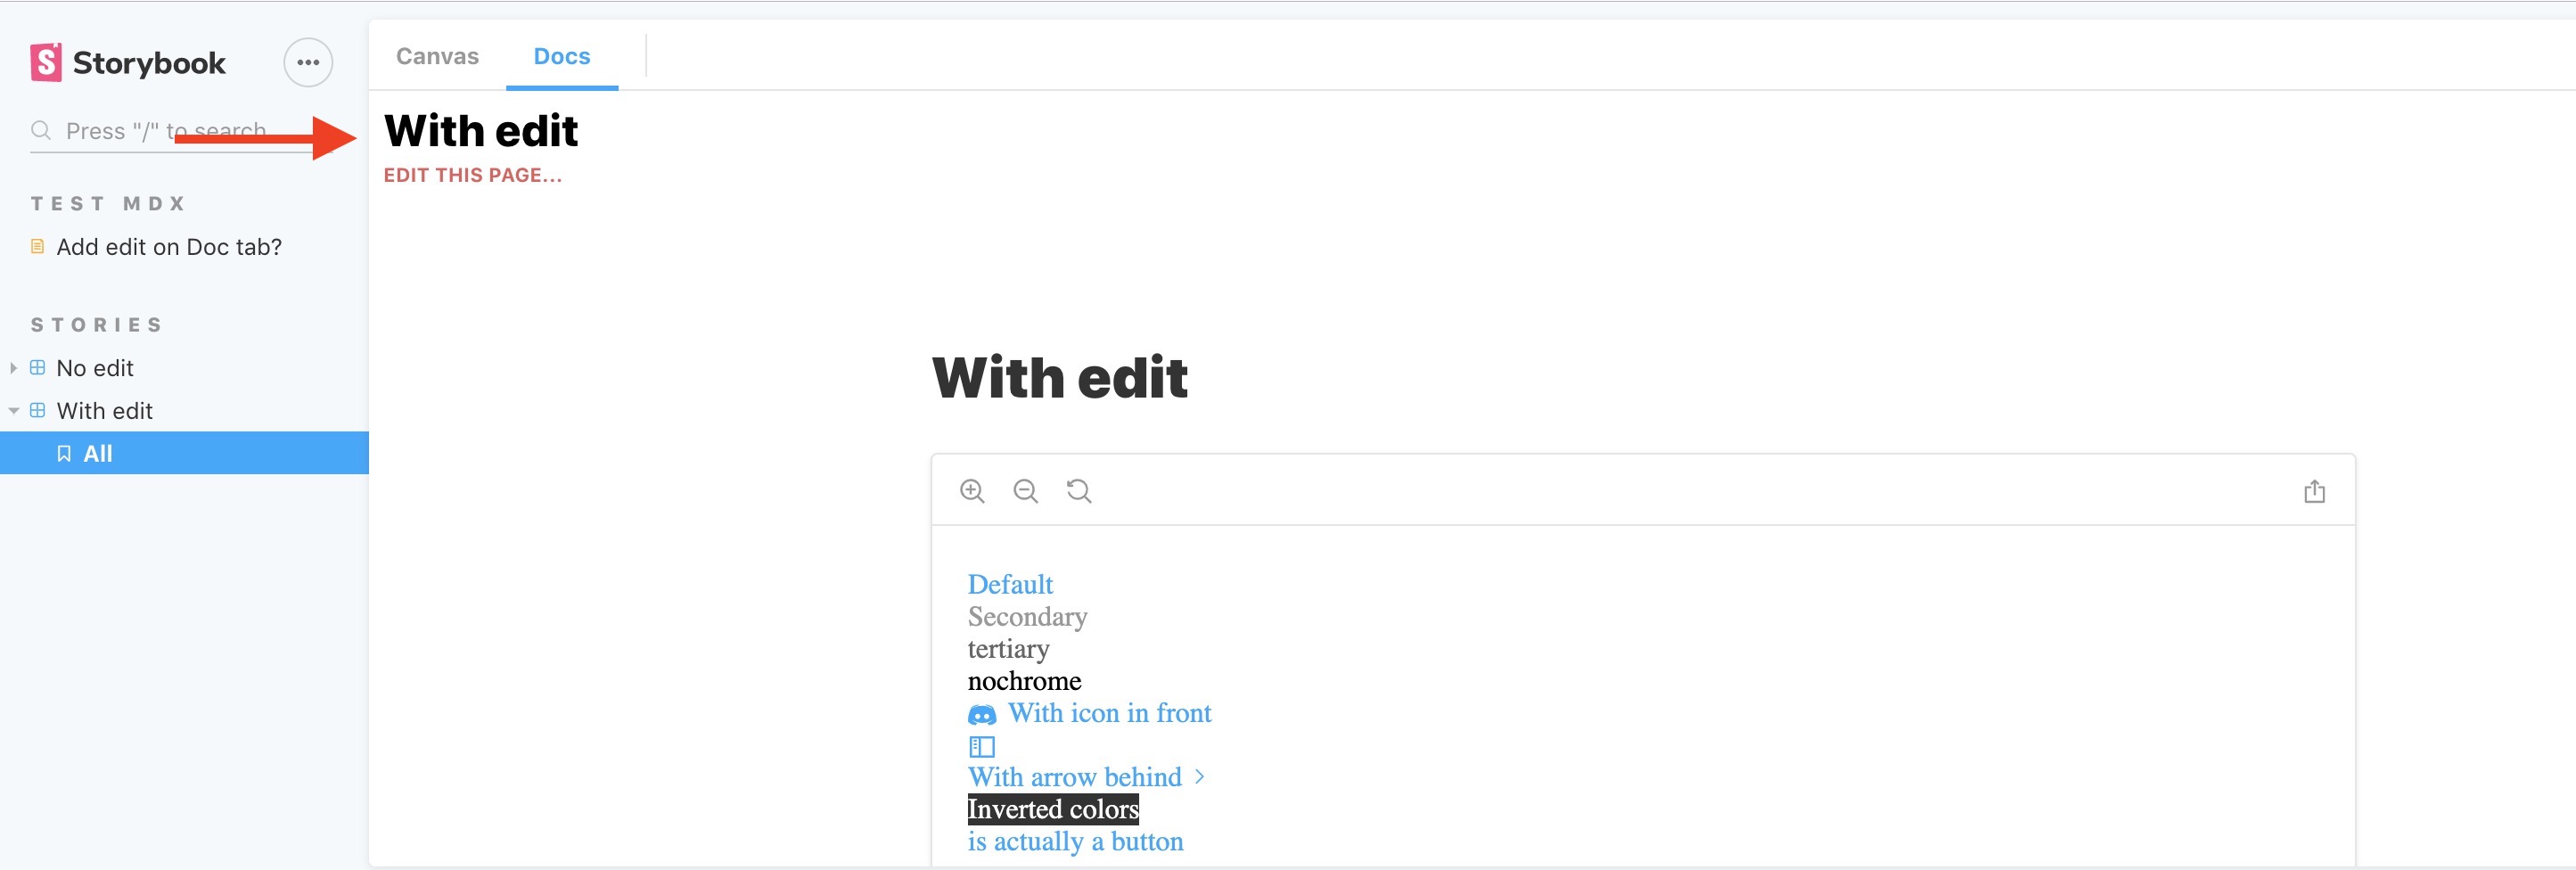 Storybook
Press "/" to search
TEST MDX
Add edit on Doc tab?
STORIES
No edit
With edit
All
Canvas Docs
With edit
EDIT THIS PAGE...
With edit
Default
Secondary
tertiary
nochrome
With icon in front
With arrow behind
Inverted colors
is actually a button